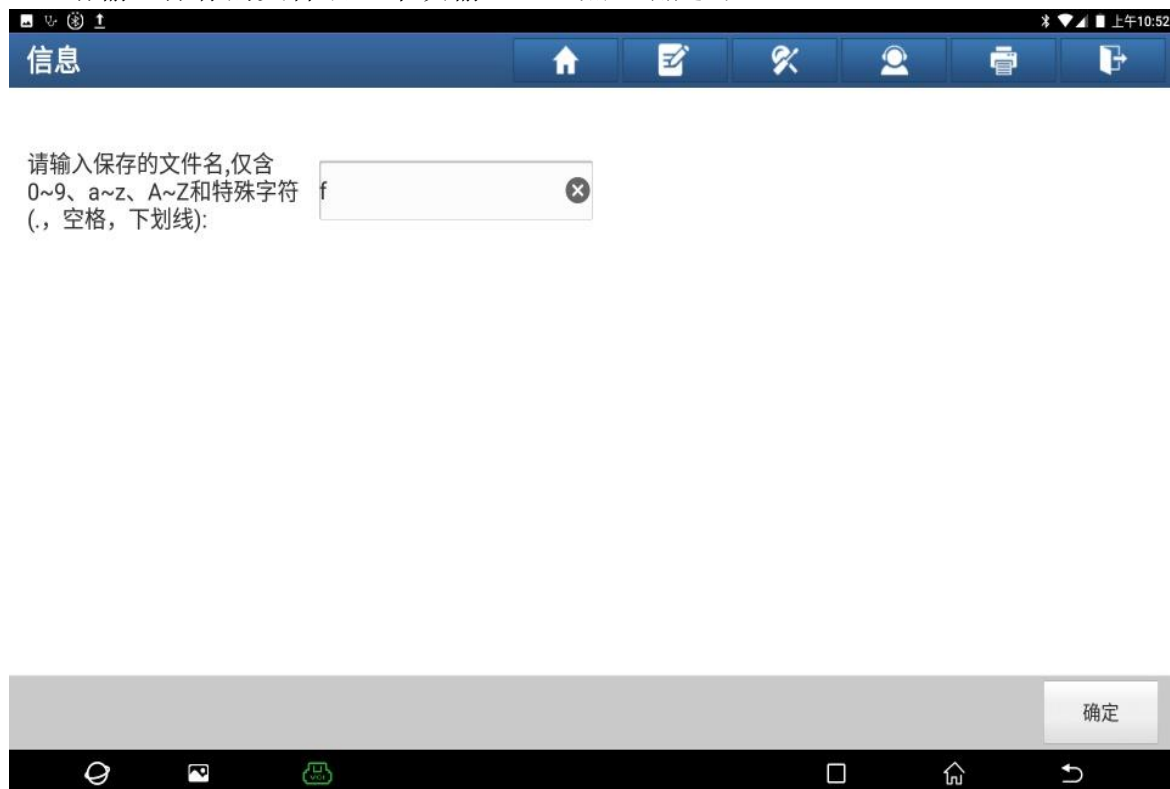 上午10:52
信息
请输入保存的文件名,仅含
0~9、a~z、A~Z和特殊字符
(.，空格，下划线):
f
确定
VCI